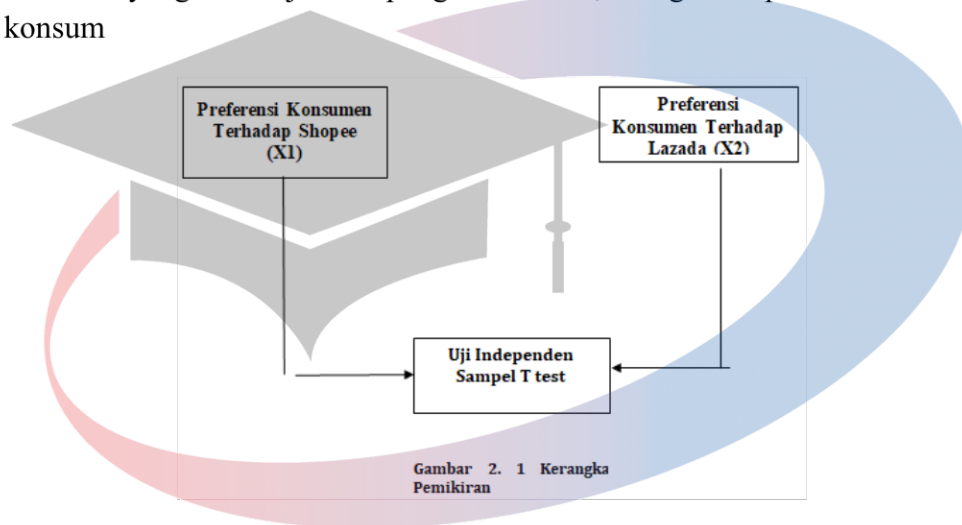 konsum
Preferensi Konsumen
Terhadap Shopee
(X1)
Preferensi
Konsumen Terhadap
Lazada (X2)
Uji Independen
Sampel T test
Gambar 2. 1 Kerangka
Pemikiran